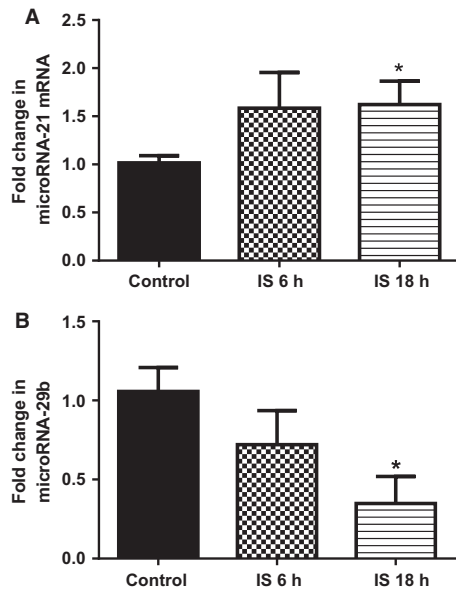 A
Fold change in
microRNA-21 mRNA
2.5
2.0
1.5
1.0
0.5
0.0
*
Control IS 6 h IS 18 h
B
Fold change in
microRNA-29b
1.5
1.0
0.5
0.0
*
Control IS 6 h IS 18 h